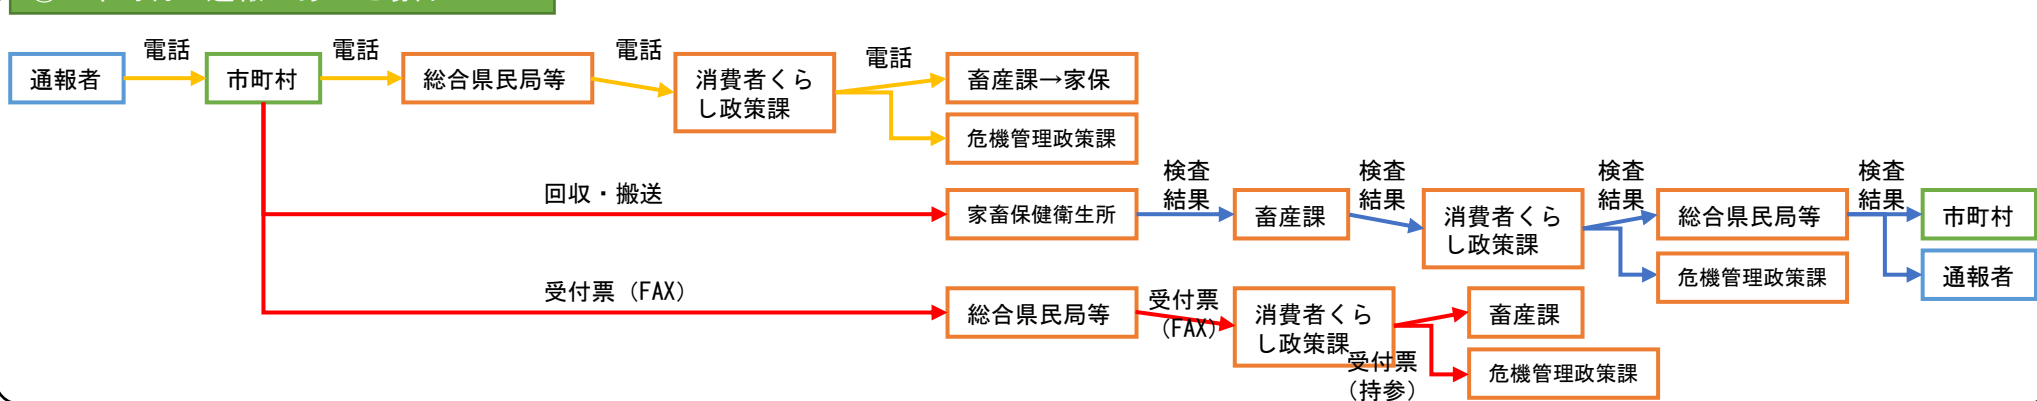 電話
電話
電話
電話
通報者
市町村
総合県民局等
消費者くら
し政策課
畜産課→家保
危機管理政策課
回収・搬送
家畜保健衛生所
検査
結果
畜産課
検査
結果
消費者くら
し政策課
検査
結果
総合県民局等
危機管理政策課
検査
結果
市町村
通報者
受付票（FAX）
総合県民局等
受付票
（FAX）
消費者くら
し政策課
受付票
（持参）
畜産課
危機管理政策課